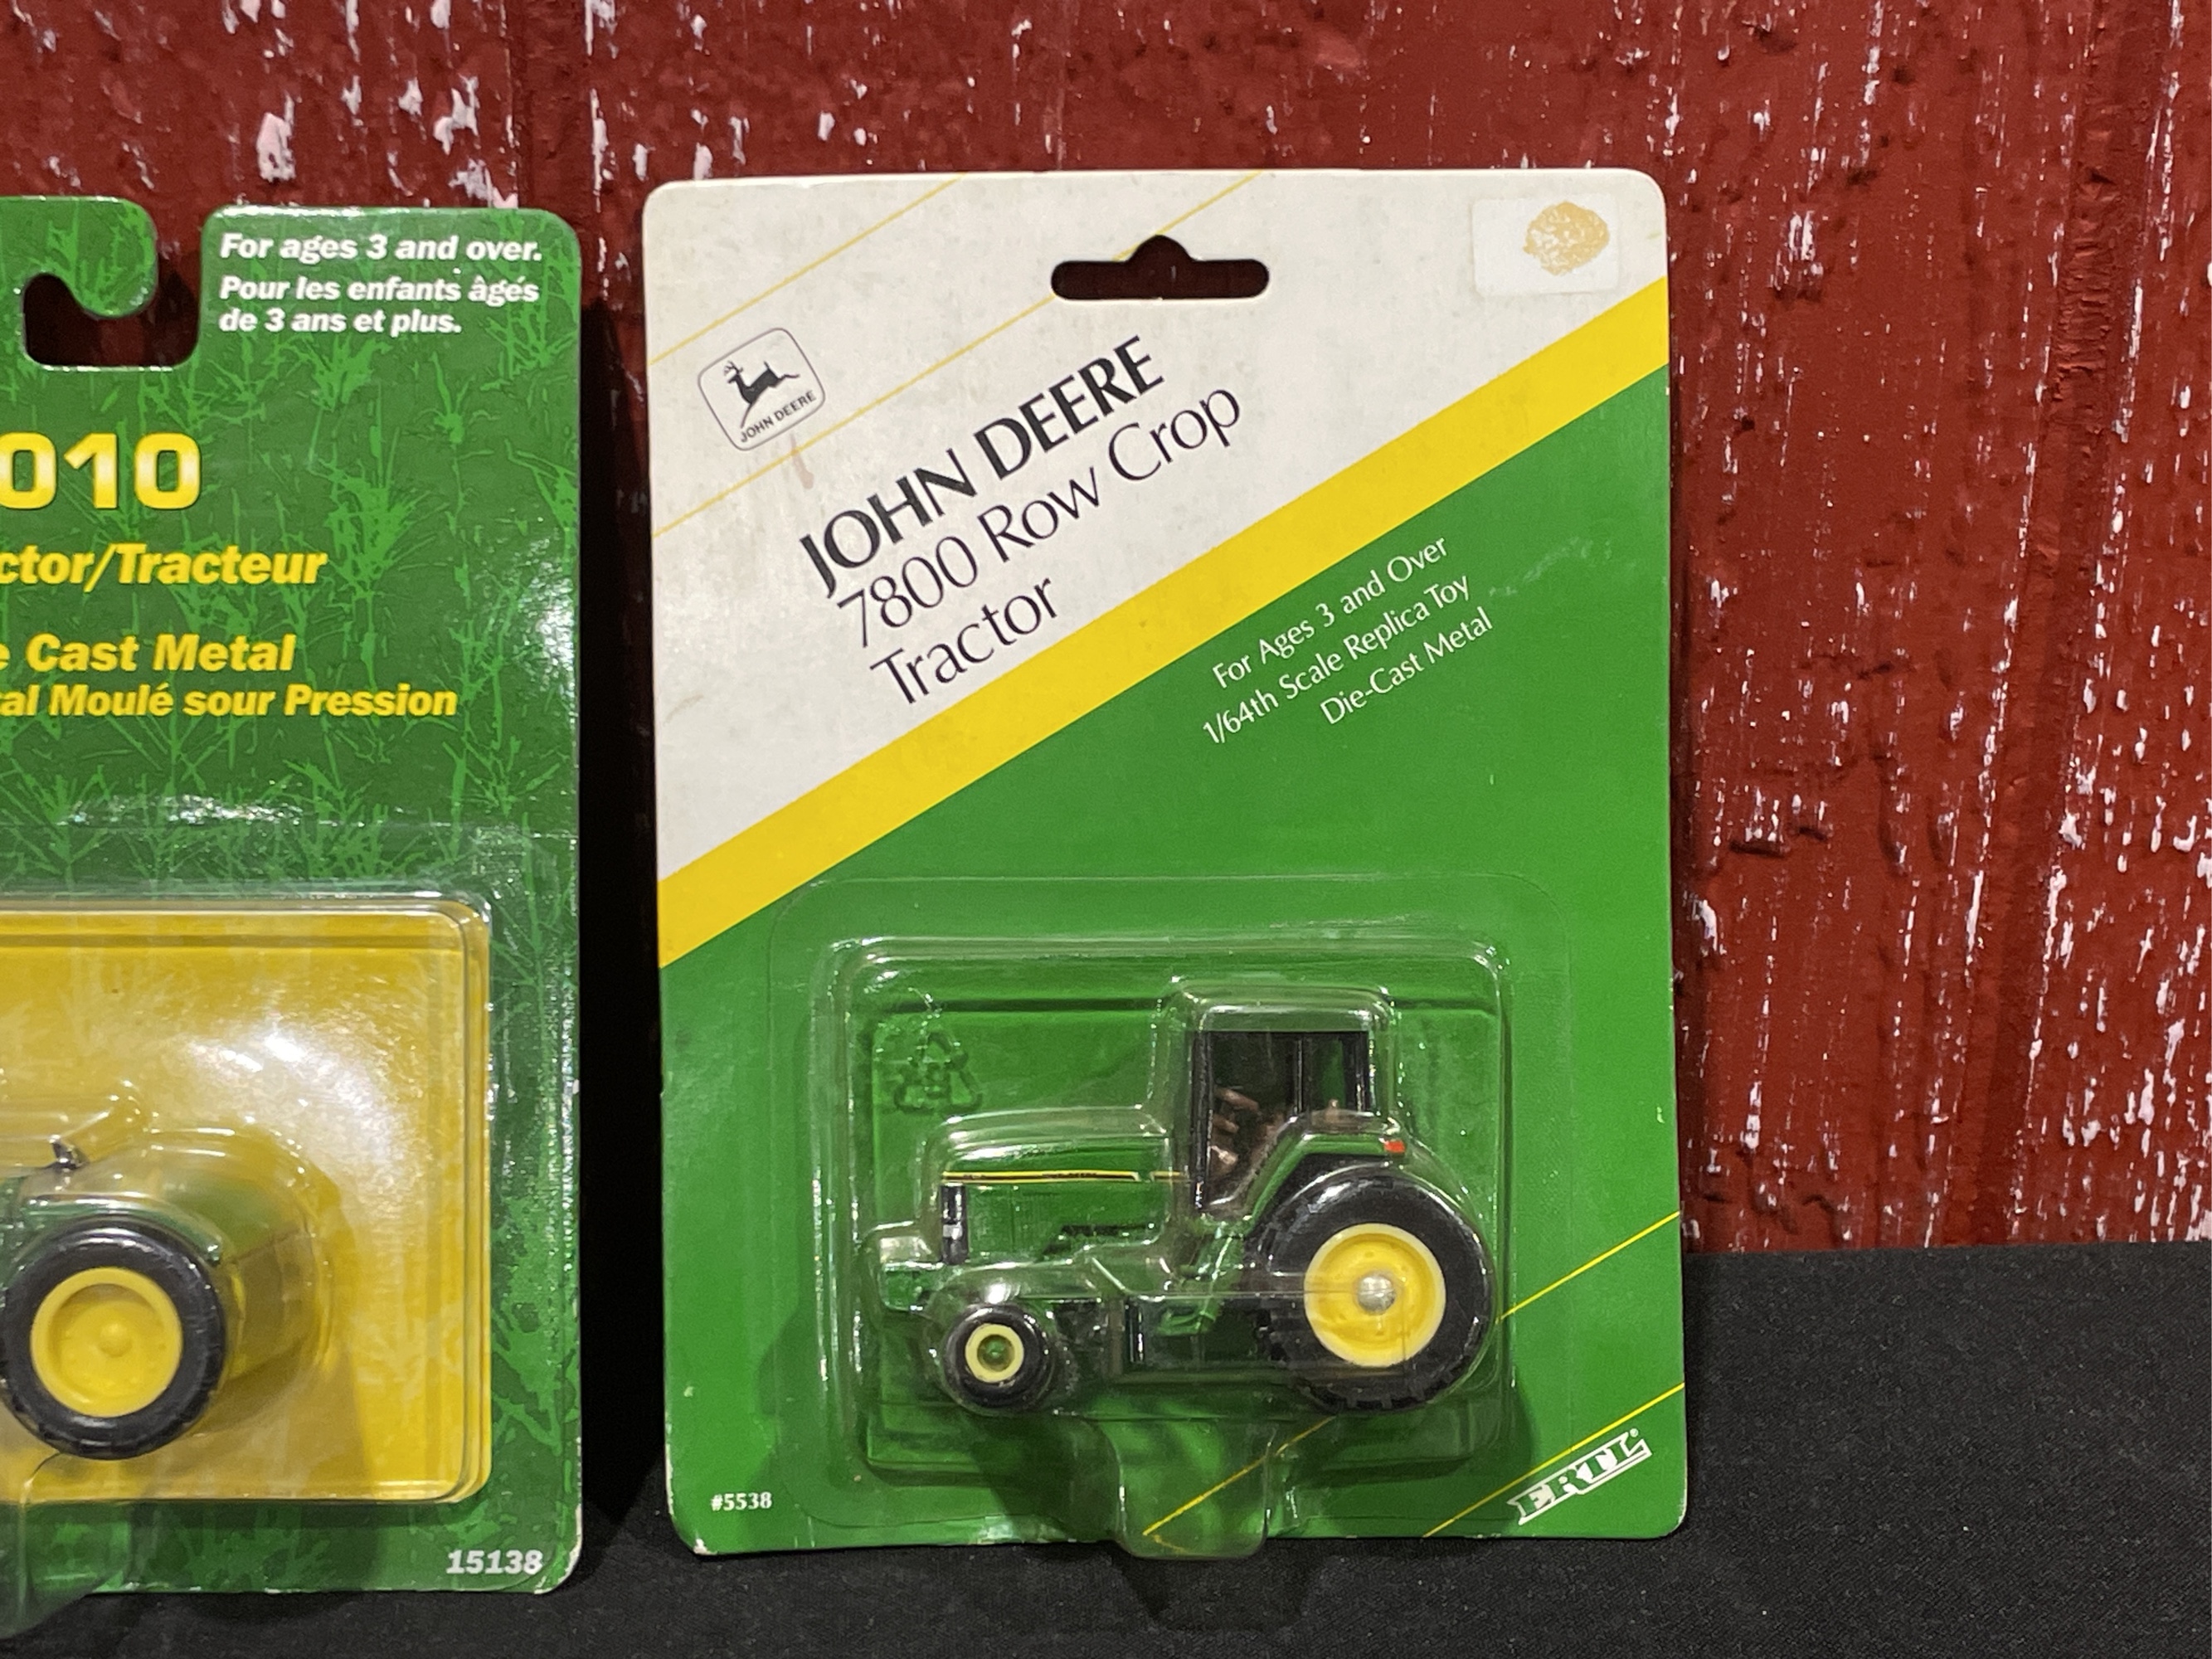 For ages 3 and over.
Pour les enfants âgés
de 3 ans et plus.
010
ctor/Tracteur
e Cast Metal
al Moulé sour Pression
15138
JOHN DEERE
JOHN DEERE
7800 Row Crop
Tractor
For Ages 3 and Over
1/64th Scale Replica Toy
Die-Cast Metal
#5538
ERTL®